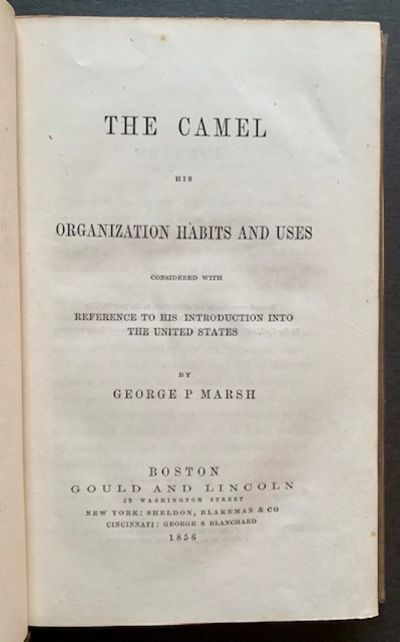 THE CAMEL
HIS
ORGANIZATION HABITS AND USES
CONSIDERED WITH
REFERENCE TO HIS INTRODUCTION INTO
THE UNITED STATES
BY
GEORGE P MARSH
BOSTON
GOULD AND LINCOLN
59 WASHINGTON STREET
NEW YORK: SHELDON, BLAKEMAN & CO
CINCINNATI: GEORGE S BLANCHARD
1856